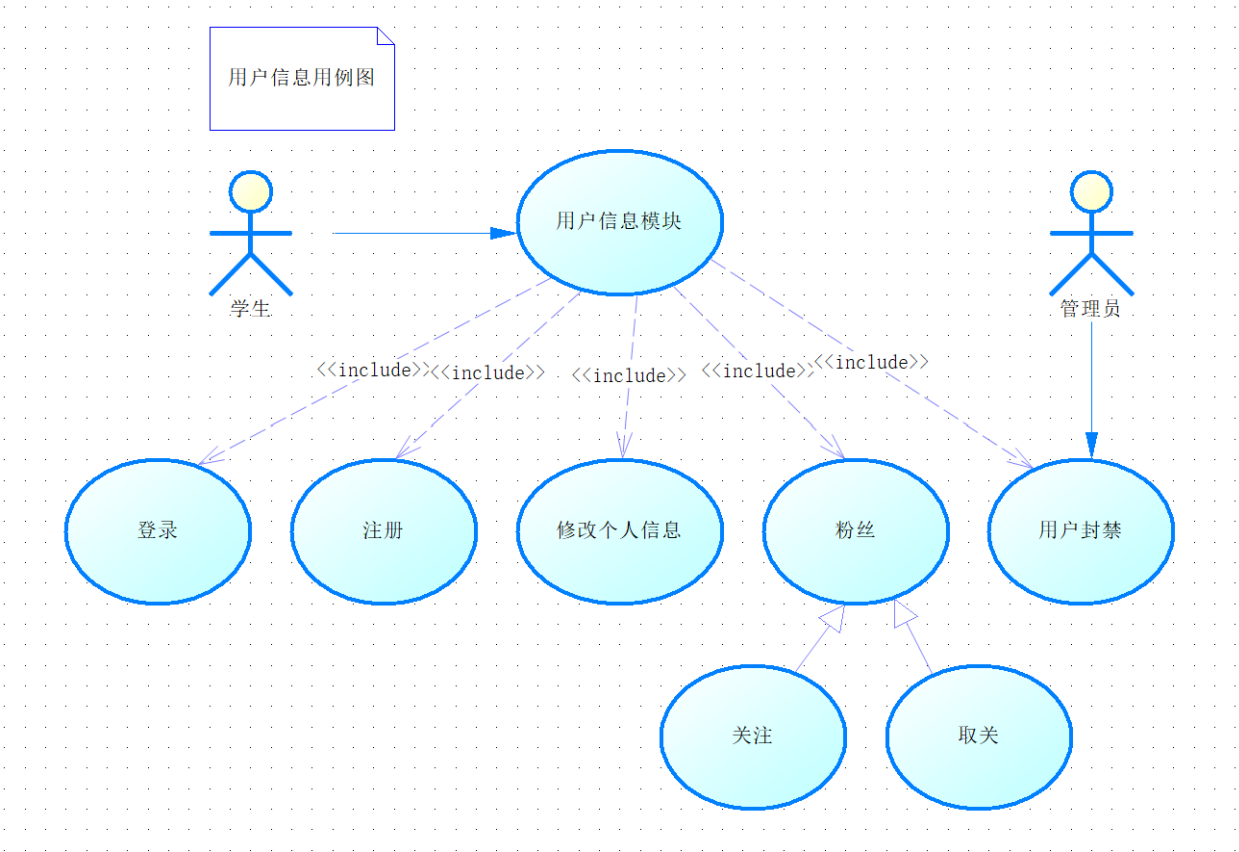 用户信息用例图
用户信息模块
学生
管理员
<<include>>
<<include>>
<<include>>
<<include>>
<<include>>
登录
注册
修改个人信息
粉丝
用户封禁
关注
取关